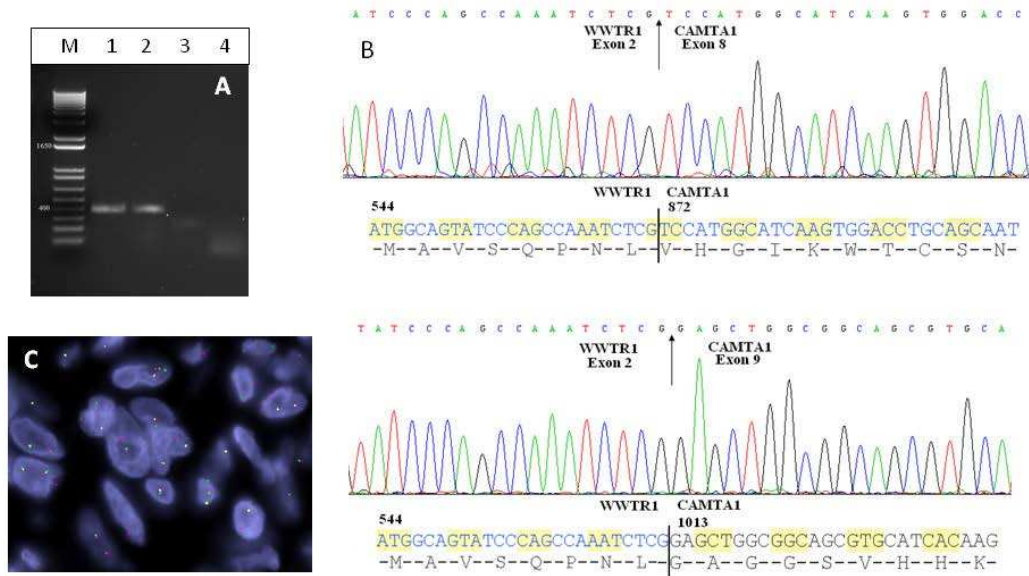 M 1 2 3 4
A
1650
400
B
A T C C C A G C C A A A T C T C G T C C A T G G C A T C A A G T G G A C C
WWTR1 CAMTA1
Exon 2 Exon 8
WWTR1 CAMTA1
544 872
ATGGCAGTATCCCAGCCAAATCTCGTCCATGGCATCAAGTGGACCTGCAGCAAT
—M--A--V--S--Q--P--N--L--V--H--G--I--K--W--T--C--S--N—
C
T A T C C C A G C C A A A T C T C G G A G C T G G C G G C A G C G T G C A
WWTR1 CAMTA1
Exon 2 Exon 9
WWTR1 CAMTA1
544 1013
ATGGCAGTATCCCAGCCAAATCTCGGAGCTGGCGGCAGCGTGCATCACAAG
—M--A--V--S--Q--P--N--L--G--A--G--G--S--V--H--H--K—